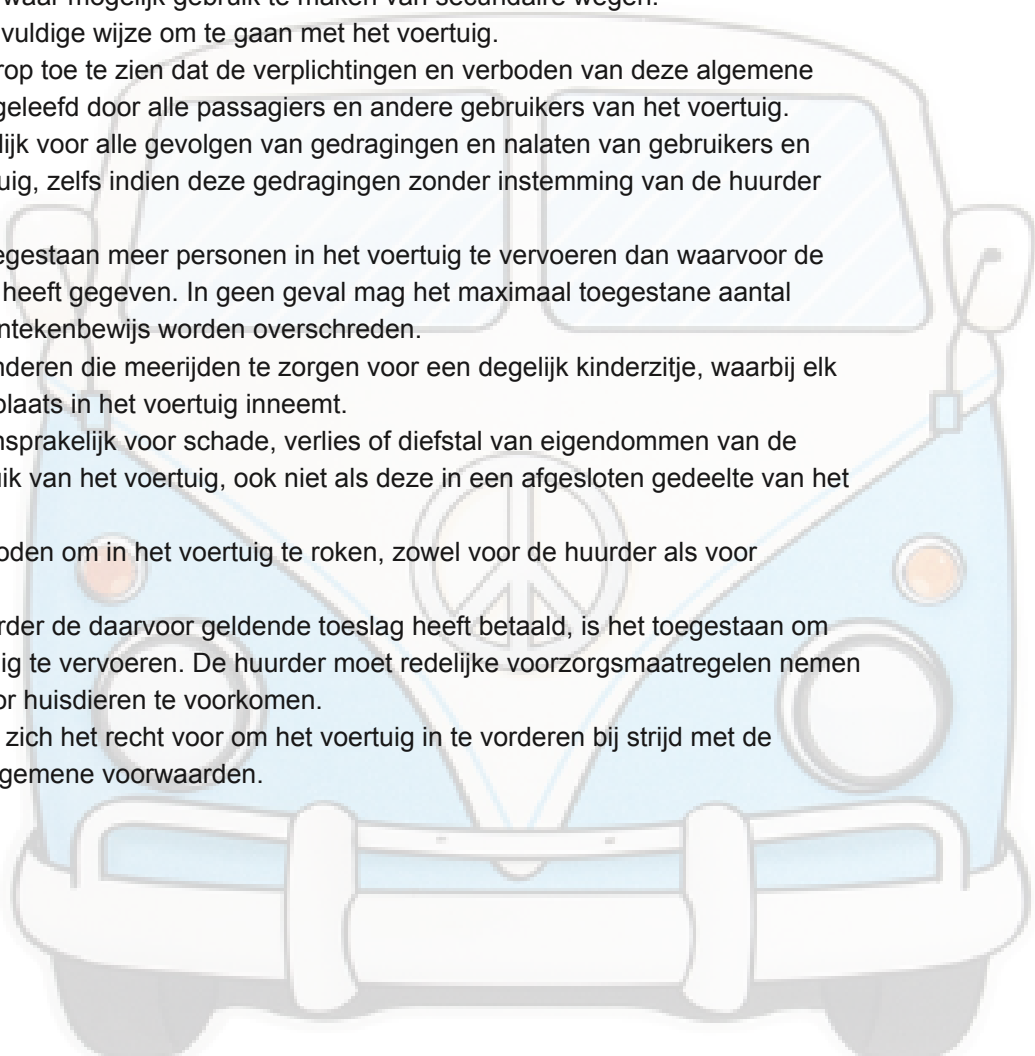 waar mogelijk gebruik te maken van secundaire wegen.
vuldige wijze om te gaan met het voertuig.
rop toe te zien dat de verplichtingen en verboden van deze algemene
geleefd door alle passagiers en andere gebruikers van het voertuig.
lijk voor alle gevolgen van gedragingen en nalaten van gebruikers en
uig, zelfs indien deze gedragingen zonder instemming van de huurder
egestaan meer personen in het voertuig te vervoeren dan waarvoor de
heeft gegeven. In geen geval mag het maximaal toegestane aantal
ntekenbewijs worden overschreden.
nderen die meerijden te zorgen voor een degelijk kinderzitje, waarbij elk
plaats in het voertuig inneemt.
nsprakelijk voor schade, verlies of diefstal van eigendommen van de
uik van het voertuig, ook niet als deze in een afgesloten gedeelte van het
oden om in het voertuig te roken, zowel voor de huurder als voor
rder de daarvoor geldende toeslag heeft betaald, is het toegestaan om
ig te vervoeren. De huurder moet redelijke voorzorgsmaatregelen nemen
or huisdieren te voorkomen.
zich het recht voor om het voertuig in te vorderen bij strijd met de
gemene voorwaarden.